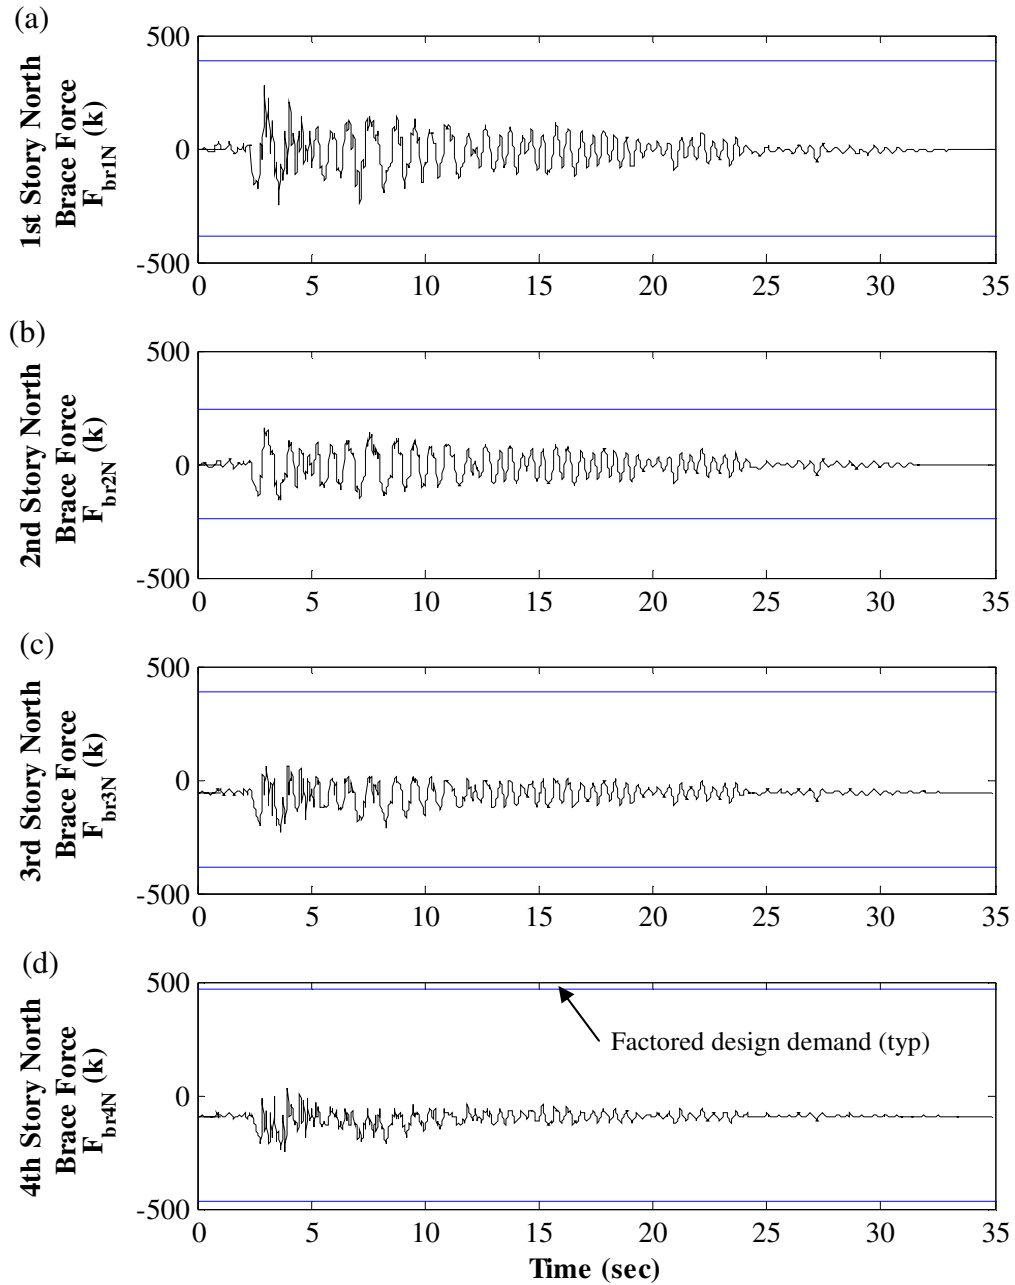 (a)
1st Story North
Brace Force
F_br1N (k)
500
0
-500
0 5 10 15 20 25 30 35
(b)
2nd Story North
Brace Force
F_br2N (k)
500
0
-500
0 5 10 15 20 25 30 35
(c)
3rd Story North
Brace Force
F_br3N (k)
500
0
-500
0 5 10 15 20 25 30 35
(d)
4th Story North
Brace Force
F_br4N (k)
500
Factored design demand (typ)
0
-500
0 5 10 15 20 25 30 35
Time (sec)